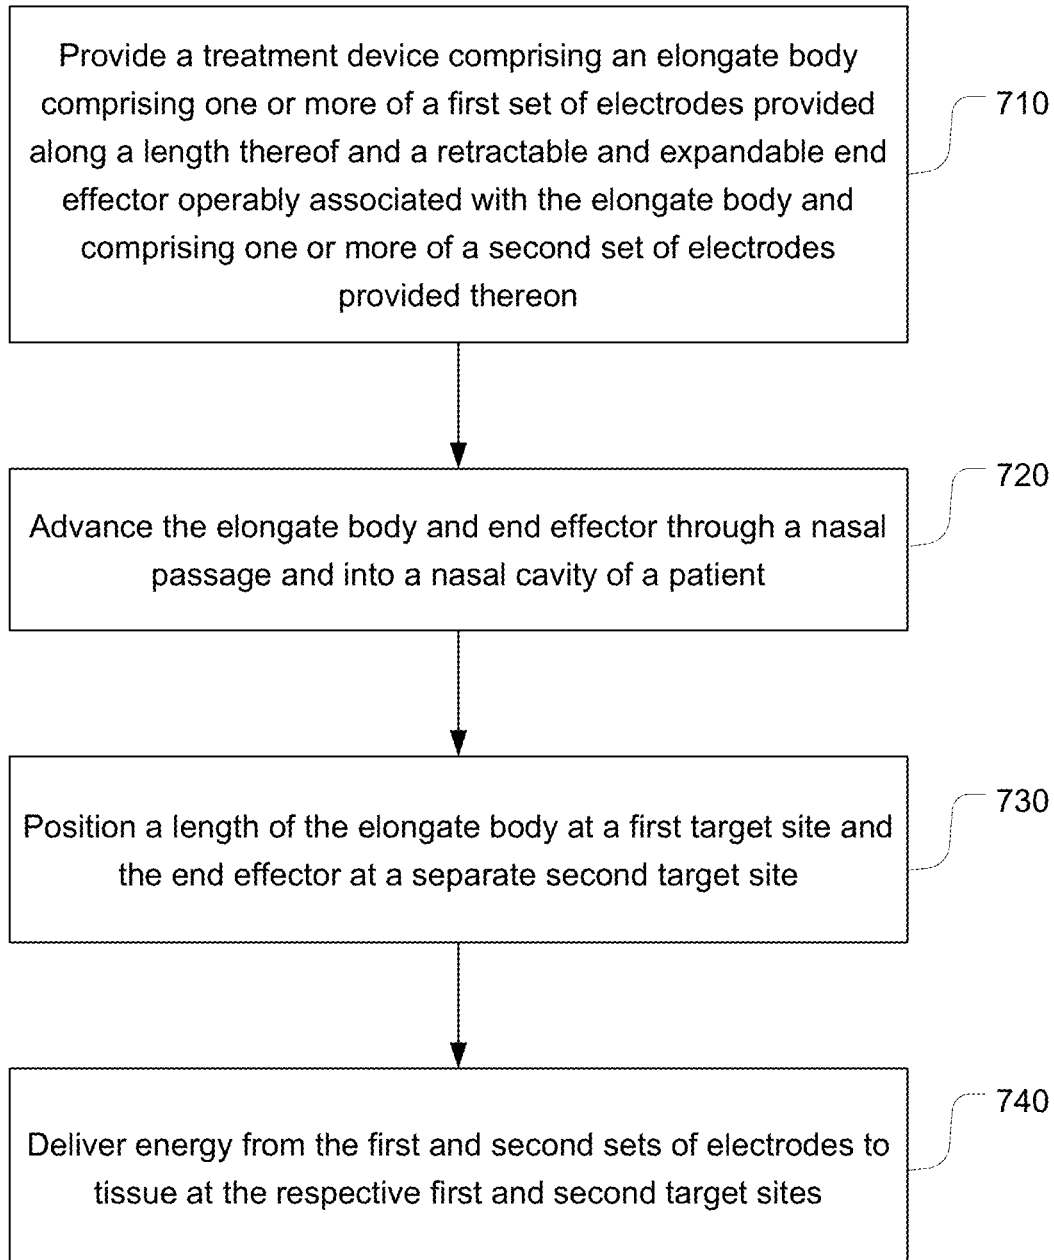 Provide a treatment device comprising an elongate body
comprising one or more of a first set of electrodes provided
along a length thereof and a retractable and expandable end
effector operably associated with the elongate body and
comprising one or more of a second set of electrodes
provided thereon
710
Advance the elongate body and end effector through a nasal
passage and into a nasal cavity of a patient
720
Position a length of the elongate body at a first target site and
the end effector at a separate second target site
730
Deliver energy from the first and second sets of electrodes to
tissue at the respective first and second target sites
740